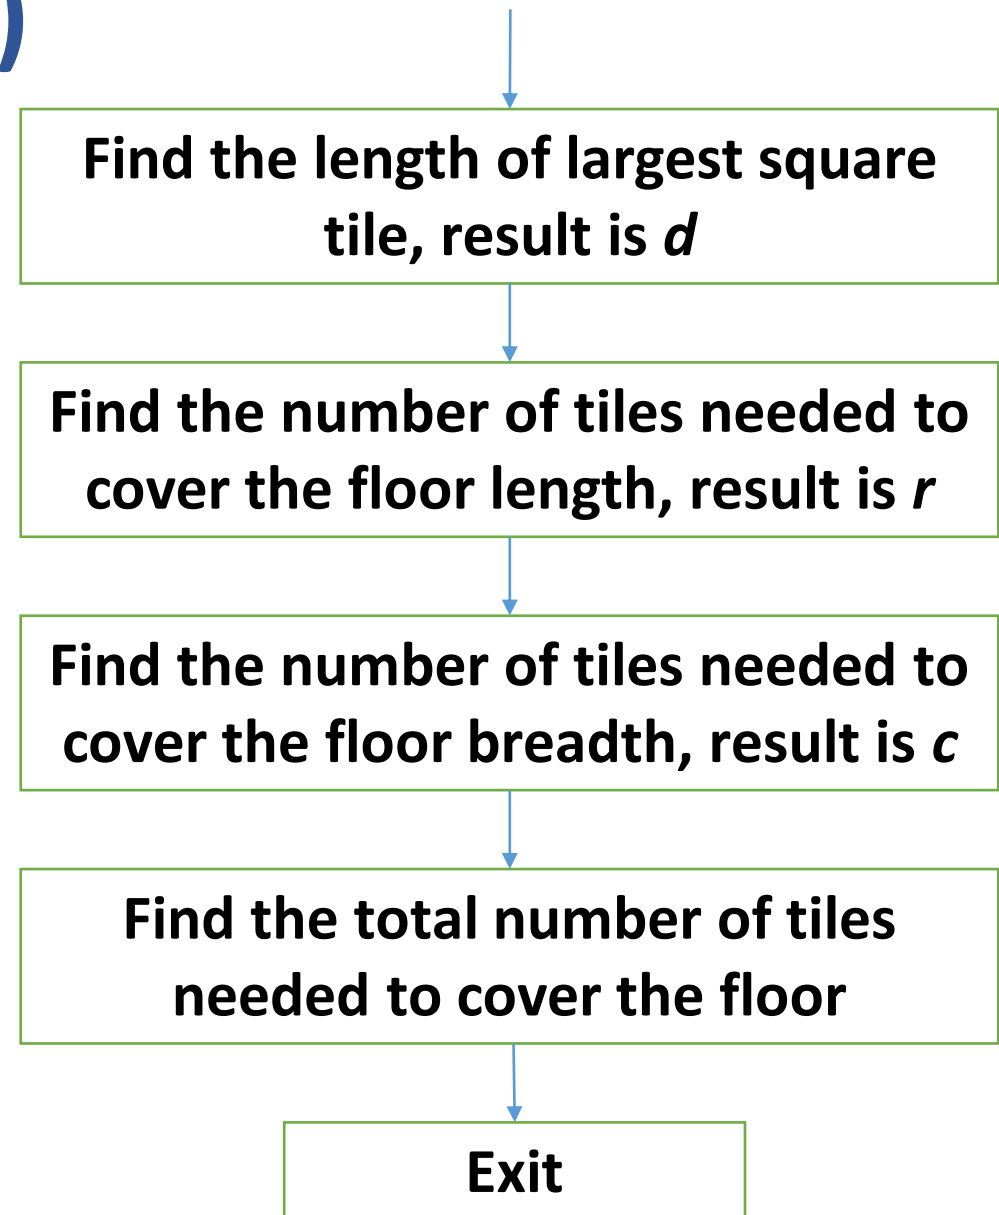 )
Find the length of largest square
tile, result is d
Find the number of tiles needed to
cover the floor length, result is r
Find the number of tiles needed to
cover the floor breadth, result is c
Find the total number of tiles
needed to cover the floor
Exit